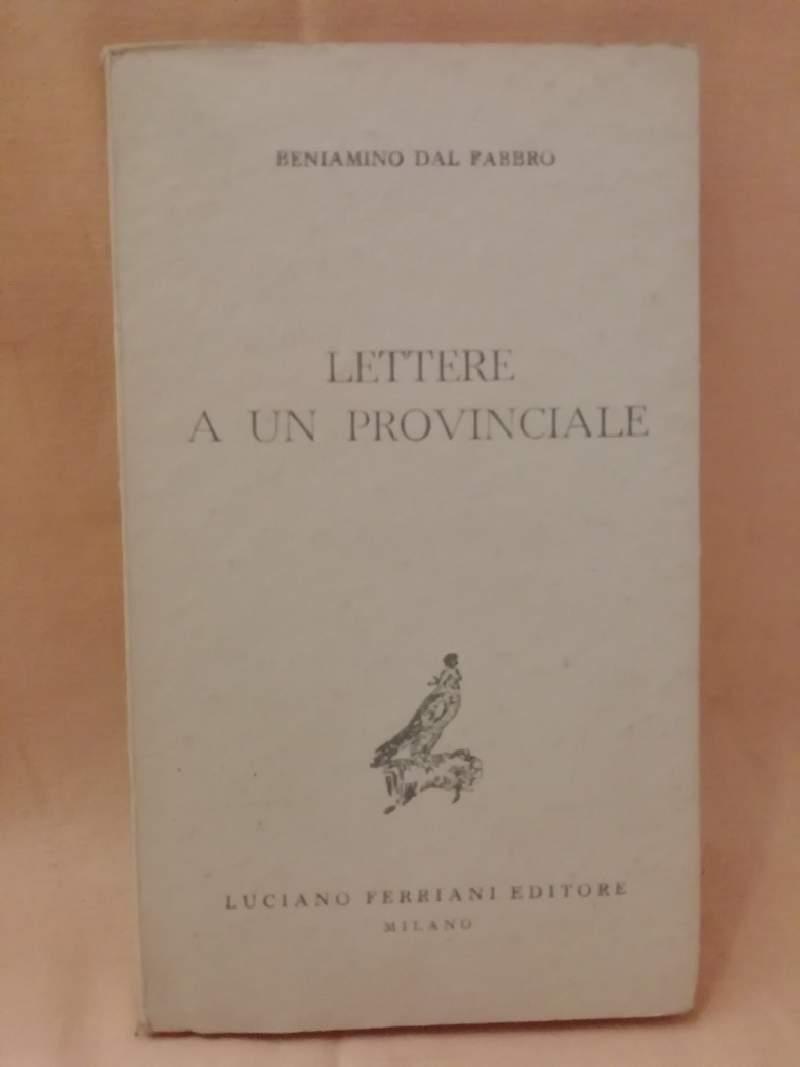 BENIAMINO DAL FABBRO
LETTERE
A UN PROVINCIALE
LUCIANO FERRIANI EDITORE
MILANO